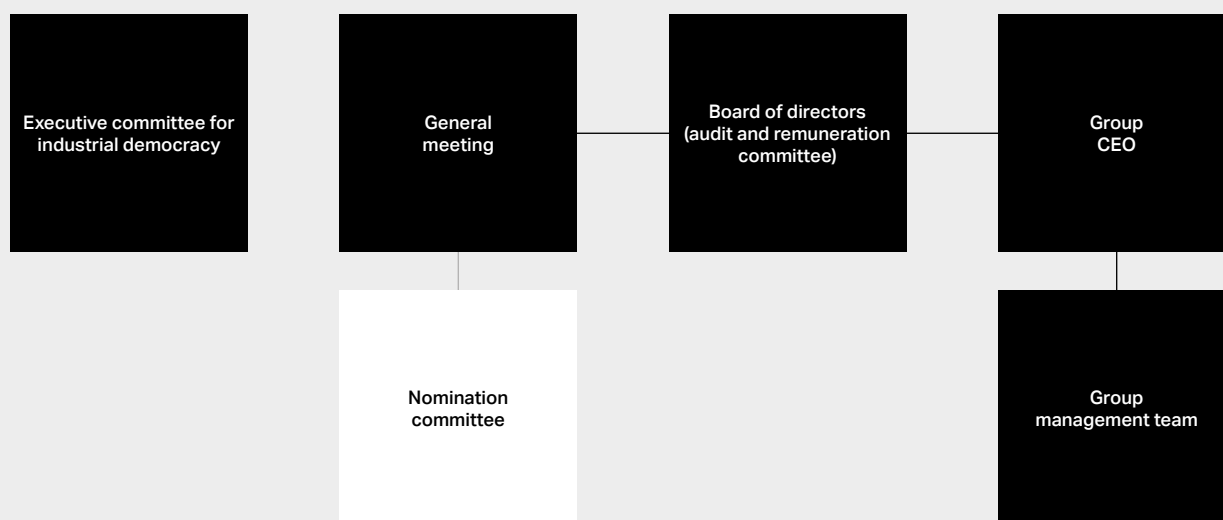 Executive committee for
industrial democracy
General
meeting
Board of directors
(audit and remuneration
committee)
Group
CEO
Nomination
committee
Group
management team